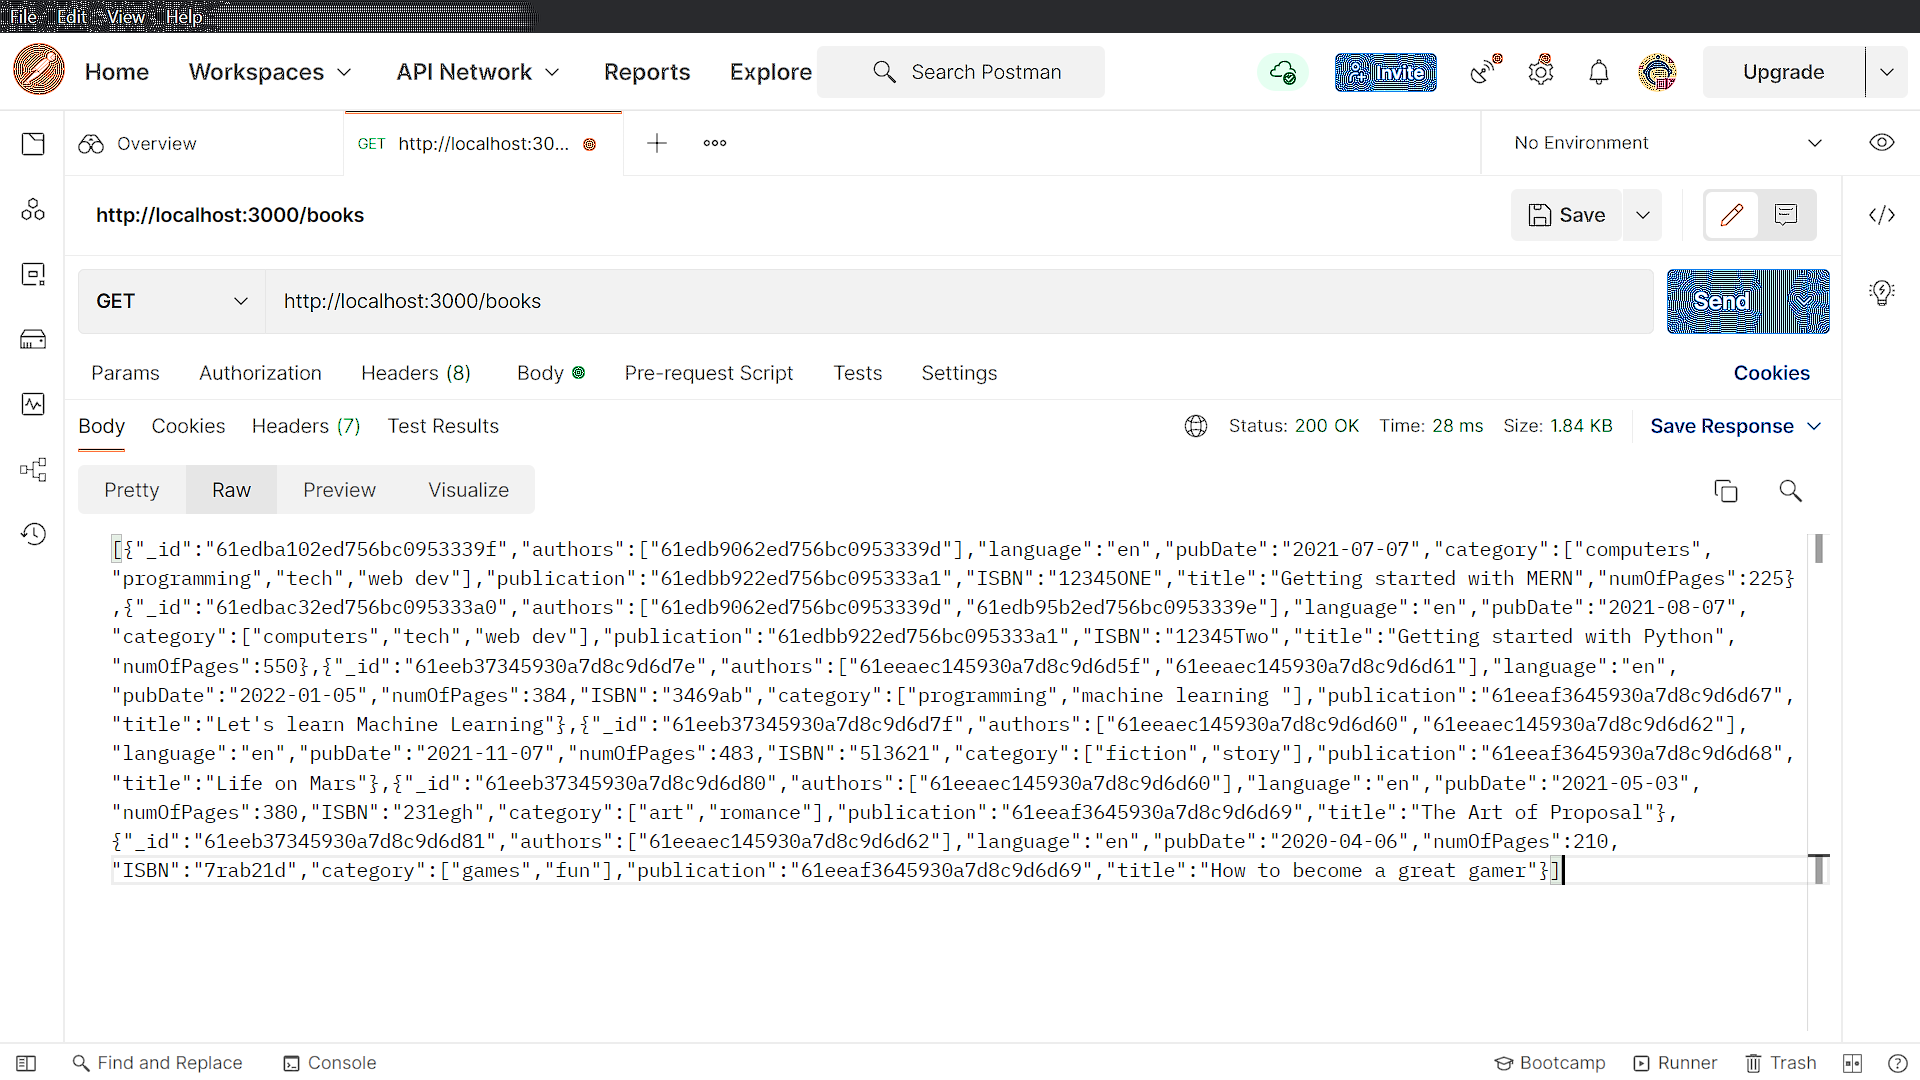 File Edit View Help
Home Workspaces API Network Reports Explore Search Postman Invite Upgrade
Overview GET http://localhost:30... No Environment
http://localhost:3000/books Save
GET http://localhost:3000/books Send
Params Authorization Headers (8) Body Pre-request Script Tests Settings Cookies
Body Cookies Headers (7) Test Results Status: 200 OK Time: 28 ms Size: 1.84 KB Save Response
Pretty Raw Preview Visualize
[{"_id":"61edba102ed756bc0953339f","authors":["61edb9062ed756bc0953339d"],"language":"en","pubDate":"2021-07-07","category":["computers",
"programming","tech","web dev"],"publication":"61edbb922ed756bc095333a1","ISBN":"12345ONE","title":"Getting started with MERN","numOfPages":225}
,{"_id":"61edbac32ed756bc095333a0","authors":["61edb9062ed756bc0953339d","61edb95b2ed756bc0953339e"],"language":"en","pubDate":"2021-08-07",
"category":["computers","tech","web dev"],"publication":"61edbb922ed756bc095333a1","ISBN":"12345Two","title":"Getting started with Python",
"numOfPages":550},{"_id":"61eeb37345930a7d8c9d6d7e","authors":["61eeaec145930a7d8c9d6d5f","61eeaec145930a7d8c9d6d61"],"language":"en",
"pubDate":"2022-01-05","numOfPages":384,"ISBN":"3469ab","category":["programming","machine learning "],"publication":"61eeaf3645930a7d8c9d6d67",
"title":"Let's learn Machine Learning"},{"_id":"61eeb37345930a7d8c9d6d7f","authors":["61eeaec145930a7d8c9d6d60","61eeaec145930a7d8c9d6d62"],
"language":"en","pubDate":"2021-11-07","numOfPages":483,"ISBN":"5l3621","category":["fiction","story"],"publication":"61eeaf3645930a7d8c9d6d68",
"title":"Life on Mars"},{"_id":"61eeb37345930a7d8c9d6d80","authors":["61eeaec145930a7d8c9d6d60"],"language":"en","pubDate":"2021-05-03",
"numOfPages":380,"ISBN":"231egh","category":["art","romance"],"publication":"61eeaf3645930a7d8c9d6d69","title":"The Art of Proposal"},
{"_id":"61eeb37345930a7d8c9d6d81","authors":["61eeaec145930a7d8c9d6d62"],"language":"en","pubDate":"2020-04-06","numOfPages":210,
"ISBN":"7rab21d","category":["games","fun"],"publication":"61eeaf3645930a7d8c9d6d69","title":"How to become a great gamer"}]
Find and Replace Console Bootcamp Runner Trash